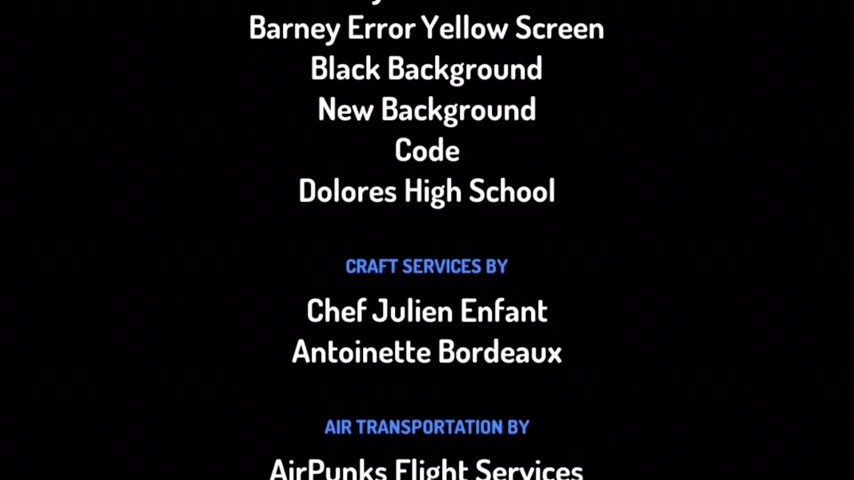 Barney Error Yellow Screen
Black Background
New Background
Code
Dolores High School
CRAFT SERVICES BY
Chef Julien Enfant
Antoinette Bordeaux
AIR TRANSPORTATION BY
AirPunks Flight Services